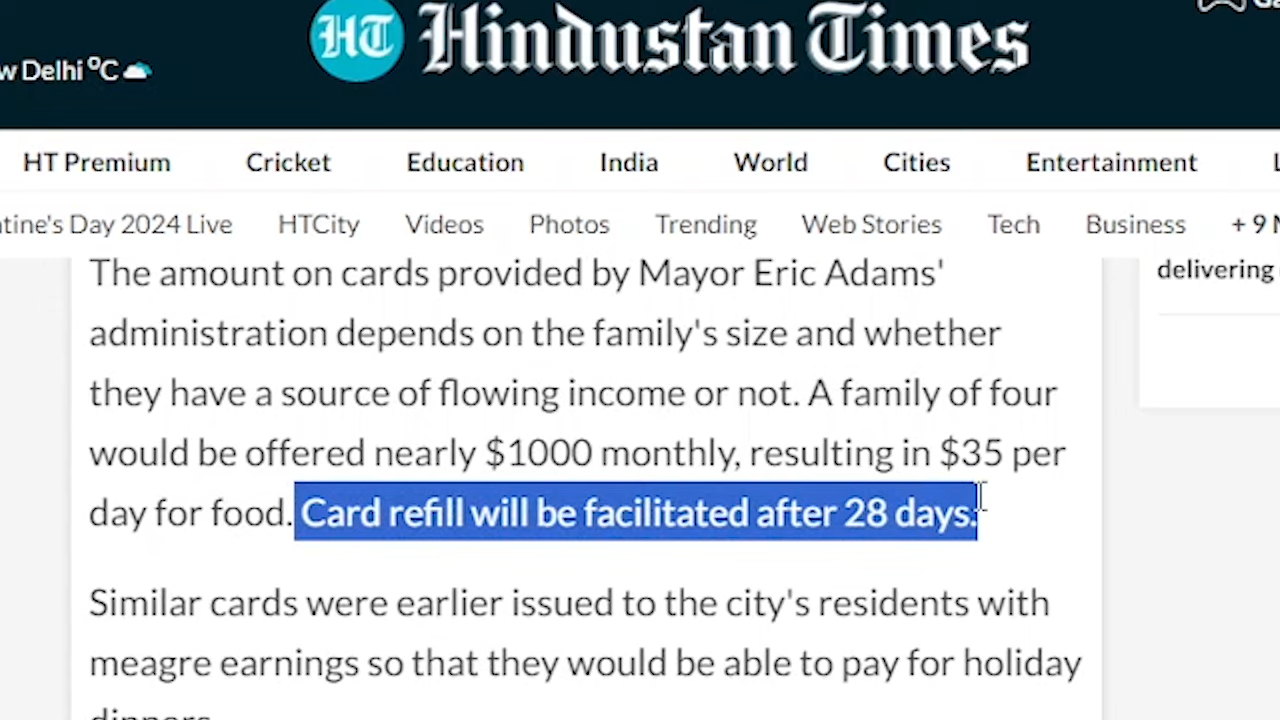 HT Hindustan Times
w Delhi °C
HT Premium Cricket Education India World Cities Entertainment
ntine's Day 2024 Live HTCity Videos Photos Trending Web Stories Tech Business + 9
The amount on cards provided by Mayor Eric Adams'
delivering
administration depends on the family's size and whether
they have a source of flowing income or not. A family of four
would be offered nearly $1000 monthly, resulting in $35 per
day for food. Card refill will be facilitated after 28 days.
Similar cards were earlier issued to the city's residents with
meagre earnings so that they would be able to pay for holiday
dinners.